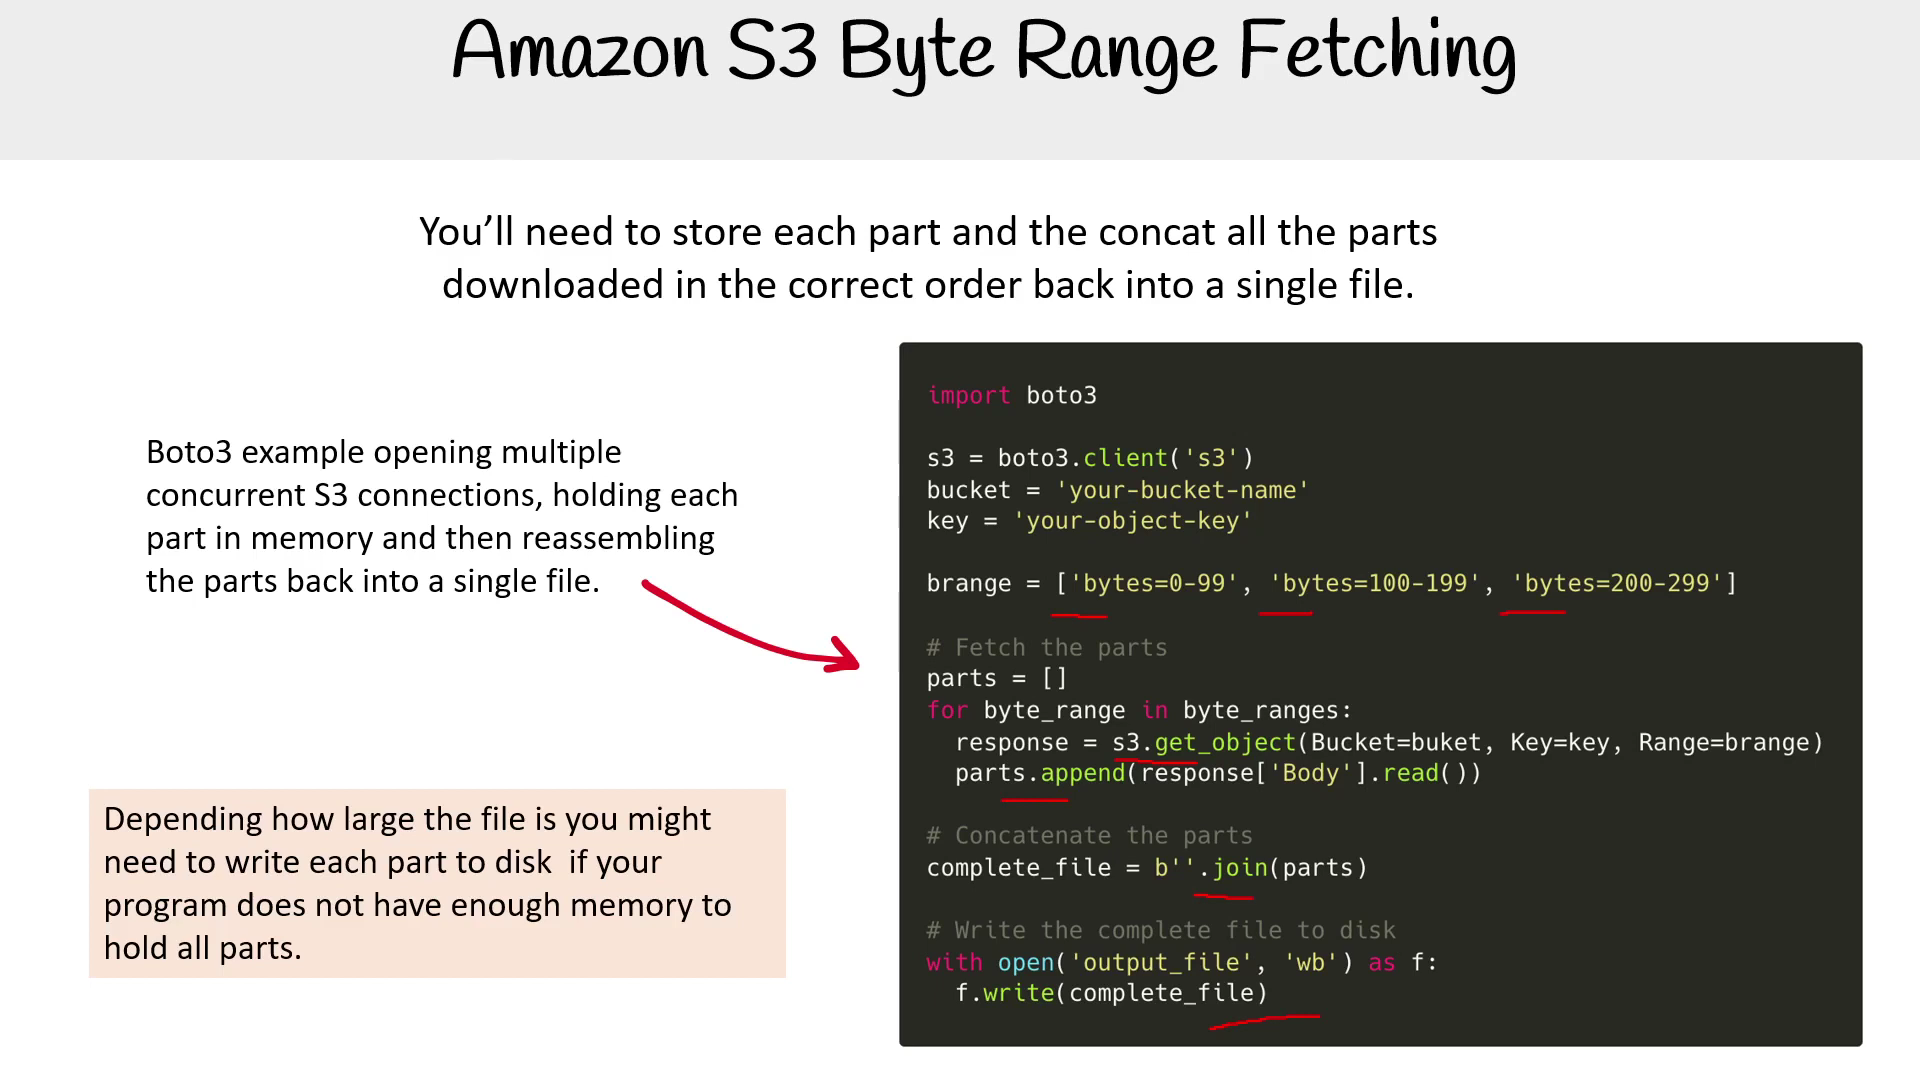 Amazon S3 Byte Range Fetching
You’ll need to store each part and the concat all the parts
downloaded in the correct order back into a single file.
Boto3 example opening multiple
concurrent S3 connections, holding each
part in memory and then reassembling
the parts back into a single file.
Depending how large the file is you might
need to write each part to disk  if your
program does not have enough memory to
hold all parts.
import boto3
s3 = boto3.client('s3')
bucket = 'your-bucket-name'
key = 'your-object-key'
brange = ['bytes=0-99', 'bytes=100-199', 'bytes=200-299']
# Fetch the parts
parts = []
for byte_range in byte_ranges:
  response = s3.get_object(Bucket=buket, Key=key, Range=brange)
  parts.append(response['Body'].read())
# Concatenate the parts
complete_file = b''.join(parts)
# Write the complete file to disk
with open('output_file', 'wb') as f:
  f.write(complete_file)